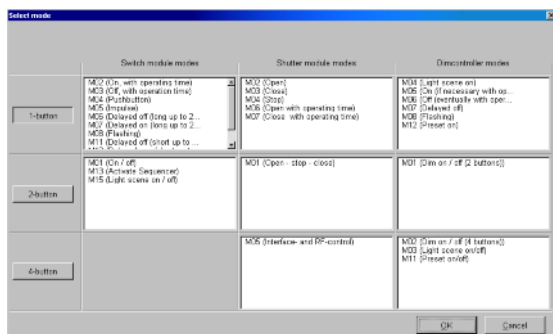 Select mode
Switch module modes
Shutter module modes
Dimcontroller modes
1-button
M02 (On, with operating time)
M03 (Off, with operation time)
M04 (Pushbutton)
M05 (Impulse)
M06 (Delayed off (long up to 2...
M07 (Delayed on (long up to 2...
M08 (Flashing)
M11 (Delayed off (short up to ...
M02 (Open)
M03 (Close)
M04 (Stop)
M06 (Open with operating time)
M07 (Close with operating time)
M04 (Light scene on)
M05 (On (if necessary with op...
M06 (Off (eventually with oper...
M07 (Delayed off)
M08 (Flashing)
M12 (Preset on)
2-button
M01 (On / off)
M13 (Activate Sequencer)
M15 (Light scene on / off)
M01 (Open - stop - close)
M01 (Dim on / off (2 buttons))
4-button
M05 (Interface- and RF-control)
M02 (Dim on / off (4 buttons))
M03 (Light scene on/off)
M11 (Preset on/off)
OK
Cancel